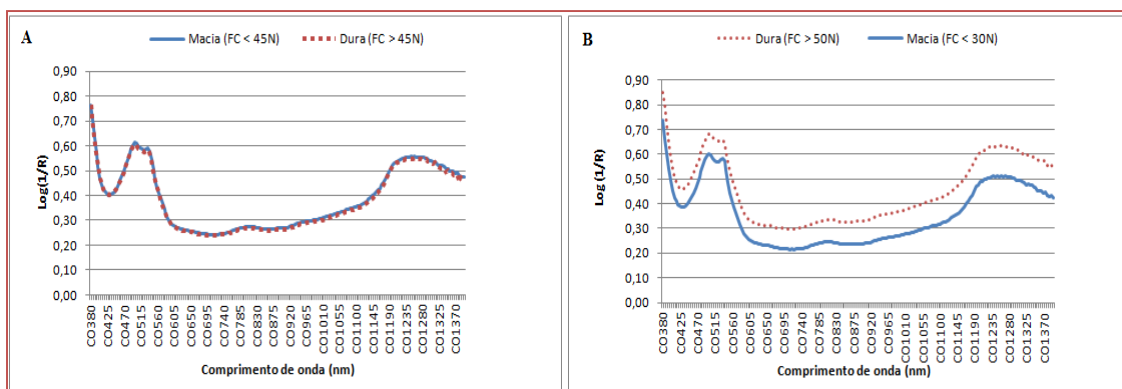 A
Macia (FC < 45N) Dura (FC > 45N)
0,90
0,80
0,70
0,60
0,50
0,40
0,30
0,20
0,10
0,00
Log(1/R)
CO380 CO425 CO470 CO515 CO560 CO605 CO650 CO695 CO740 CO785 CO830 CO875 CO920 CO965 CO1010 CO1055 CO1100 CO1145 CO1190 CO1235 CO1280 CO1325 CO1370
Comprimento de onda (nm)
B
Dura (FC > 50N) Macia (FC < 30N)
0,90
0,80
0,70
0,60
0,50
0,40
0,30
0,20
0,10
0,00
Log (1/R)
CO380 CO425 CO470 CO515 CO560 CO605 CO650 CO695 CO740 CO785 CO830 CO875 CO920 CO965 CO1010 CO1055 CO1100 CO1145 CO1190 CO1235 CO1280 CO1325 CO1370
Comprimento de onda (nm)